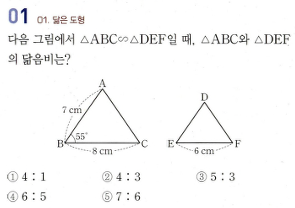 01 01. 닮은 도형
다음 그림에서 △ABC∽△DEF일 때, △ABC와 △DEF
의 닮음비는?
A
7 cm
55°
B
8 cm
C
D
E
6 cm
F
① 4 : 1 ② 4 : 3 ③ 5 : 3
④ 6 : 5 ⑤ 7 : 6